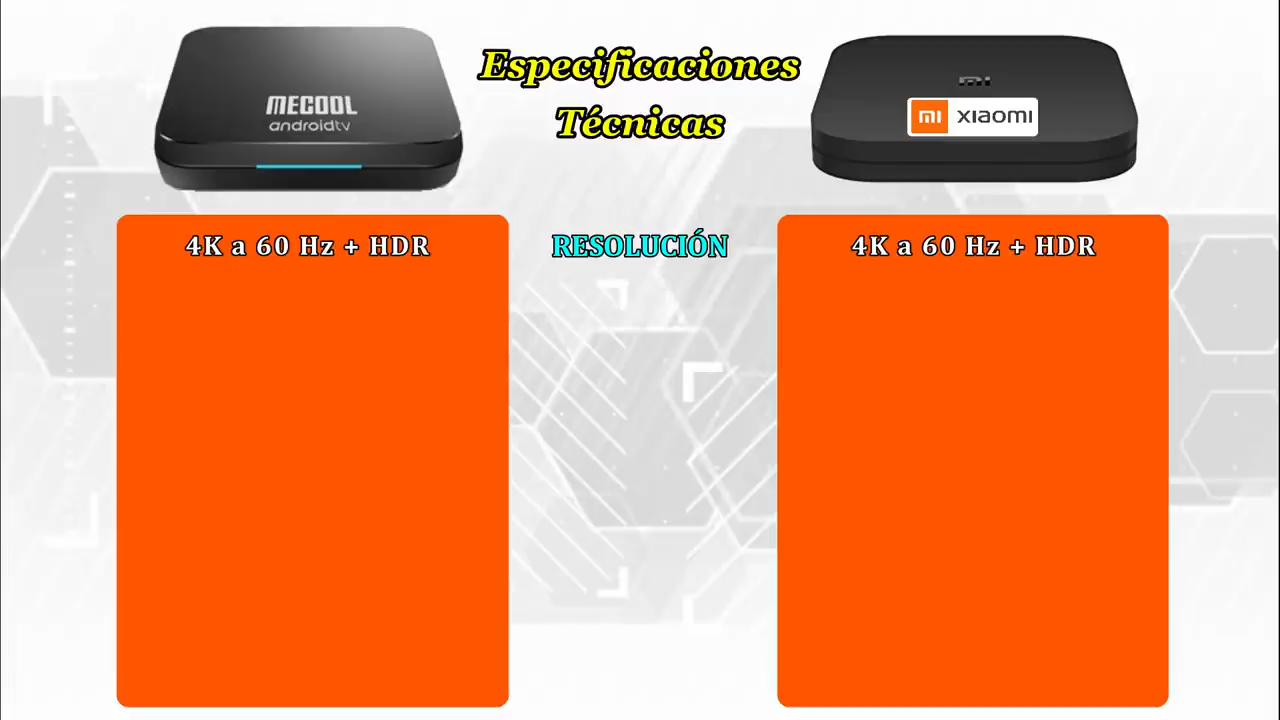 MECOOL
androidtv
Especificaciones
Técnicas
mi
mi XIAOMI
4K a 60 Hz + HDR
RESOLUCIÓN
4K a 60 Hz + HDR